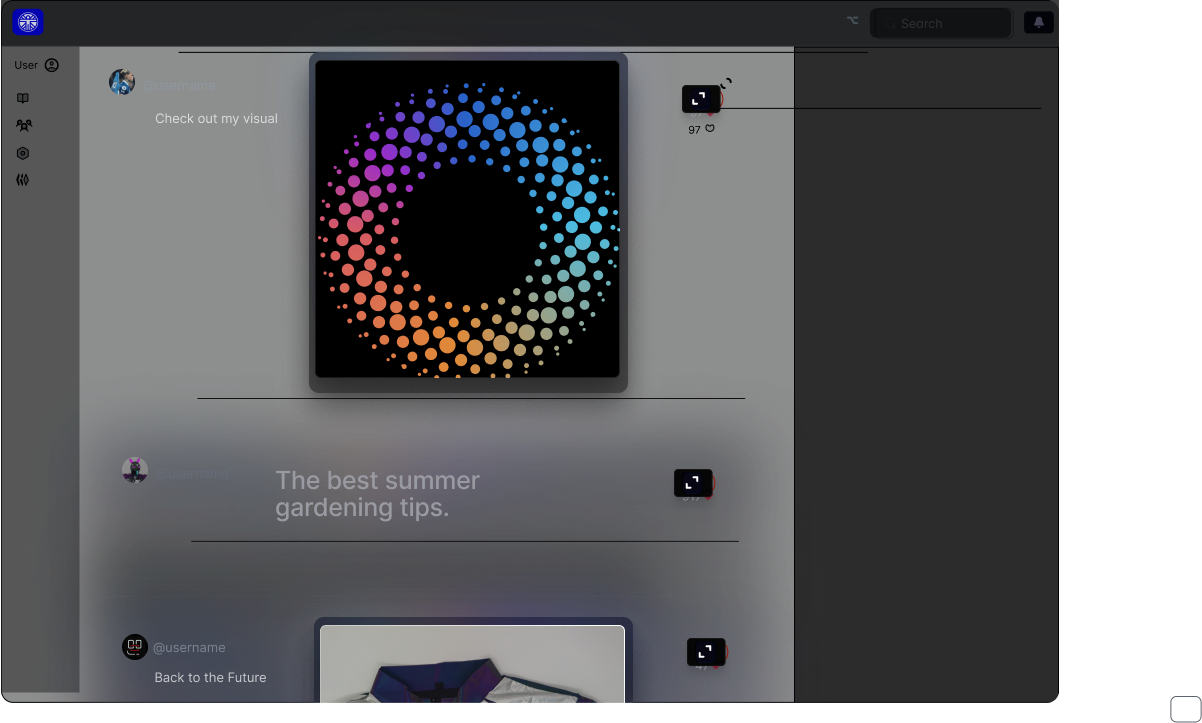 Search
User
@username
Check out my visual
97
@username
The best summer
gardening tips.
@username
Back to the Future